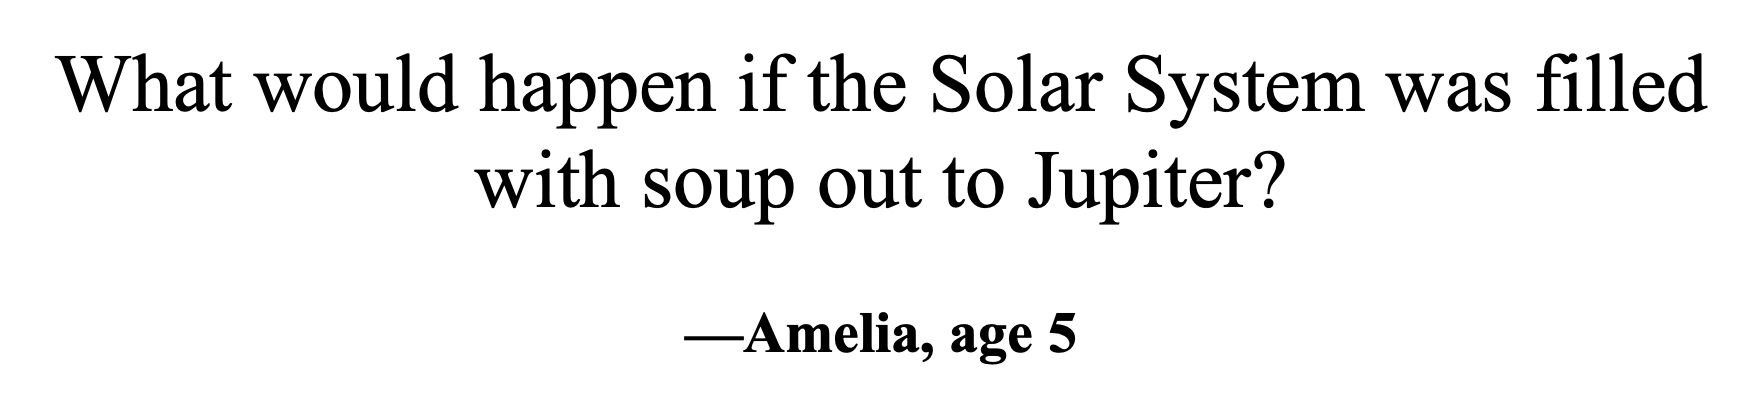 What would happen if the Solar System was filled
with soup out to Jupiter?
—Amelia, age 5